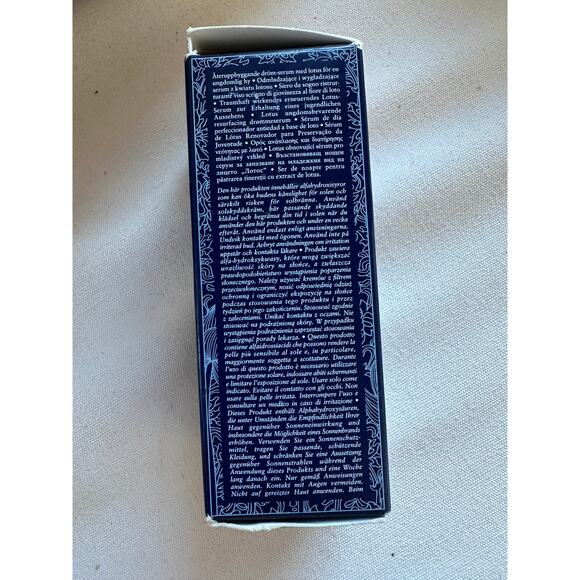 Återuppbyggande dröm-serum med lotus för en
ungdomlig hy • Odmładzające i wygładzające
serum z kwiatu lotosu • Siero da sogno ristrut-
turante viso scrigno di giovinezza al fiore di loto
• Traumhaft wirkendes erneuerndes Lotus-
Serum zur Erhaltung eines jugendlichen
Aussehens • Lotus ungdomsbevarende
resurfacing drømmeserum • Sérum de día
perfeccionador antiedad a base de loto • Sérum
de Lótus Renovador para Preservação da
Juventude • Ορός ανάπλασης και διατήρησης
νεότητας με λωτό • Lotus obnovující sérum pro
mladistvý vzhled • Възстановяващ нощен
серум за запазване на младежкия вид на
лицето „Лотос" • Ser de noapte pentru
păstrarea tinereții cu extract de lotus.
Den här produkten innehåller alfahydroxisyror
som kan öka hudens känslighet för solen och
särskilt risken för solbränna. Använd
solskyddskräm, bär passande skyddande
klädsel och begränsa din tid i solen när du
använder den här produkten och under en vecka
efteråt. Använd endast enligt anvisningarna.
Undvik kontakt med ögonen. Använd inte på
irriterad hud. Avbryt användningen om irritation
uppstår och kontakta läkare • Produkt zawiera
alfa-hydroksykwasy, które mogą zwiększać
wrażliwość skóry na słońce, a zwłaszcza
prawdopodobieństwo wystąpienia poparzenia
słonecznego. Należy używać kremów z filtrem
przeciwsłonecznym, nosić odpowiednią odzież
ochronną i ograniczyć ekspozycję na słońce
podczas stosowania tego produktu i przez
tydzień po jego zakończeniu. Stosować zgodnie
z zaleceniami. Unikać kontaktu z oczami. Nie
stosować na podrażnioną skórę. W przypadku
wystąpienia podrażnienia zaprzestać stosowania
i zasięgnąć porady lekarza. • Questo prodotto
contiene alfaidrossiacidi che possono rendere la
pelle più sensibile al sole e, in particolare,
maggiormente soggetta a scottature. Durante
l'uso di questo prodotto è necessario utilizzare
una protezione solare, indossare abiti schermanti
e limitare l'esposizione al sole. Usare solo come
indicato. Evitare il contatto con gli occhi. Non
usare sulla pelle irritata. Interrompere l'uso e
consultare un medico in caso di irritazione •
Dieses Produkt enthält Alphahydroxysäuren,
die unter Umständen die Empfindlichkeit Ihrer
Haut gegenüber Sonneneinwirkung und
insbesondere die Möglichkeit eines Sonnenbrands
erhöhen. Verwenden Sie ein Sonnenschutz-
mittel, tragen Sie passende, schützende
Kleidung, und schränken Sie eine Aussetzung
gegenüber Sonnenstrahlen während der
Anwendung dieses Produkts und eine Woche
lang danach ein. Nur gemäß Anweisungen
anwenden. Kontakt mit Augen vermeiden.
Nicht auf gereizter Haut anwenden. Beim